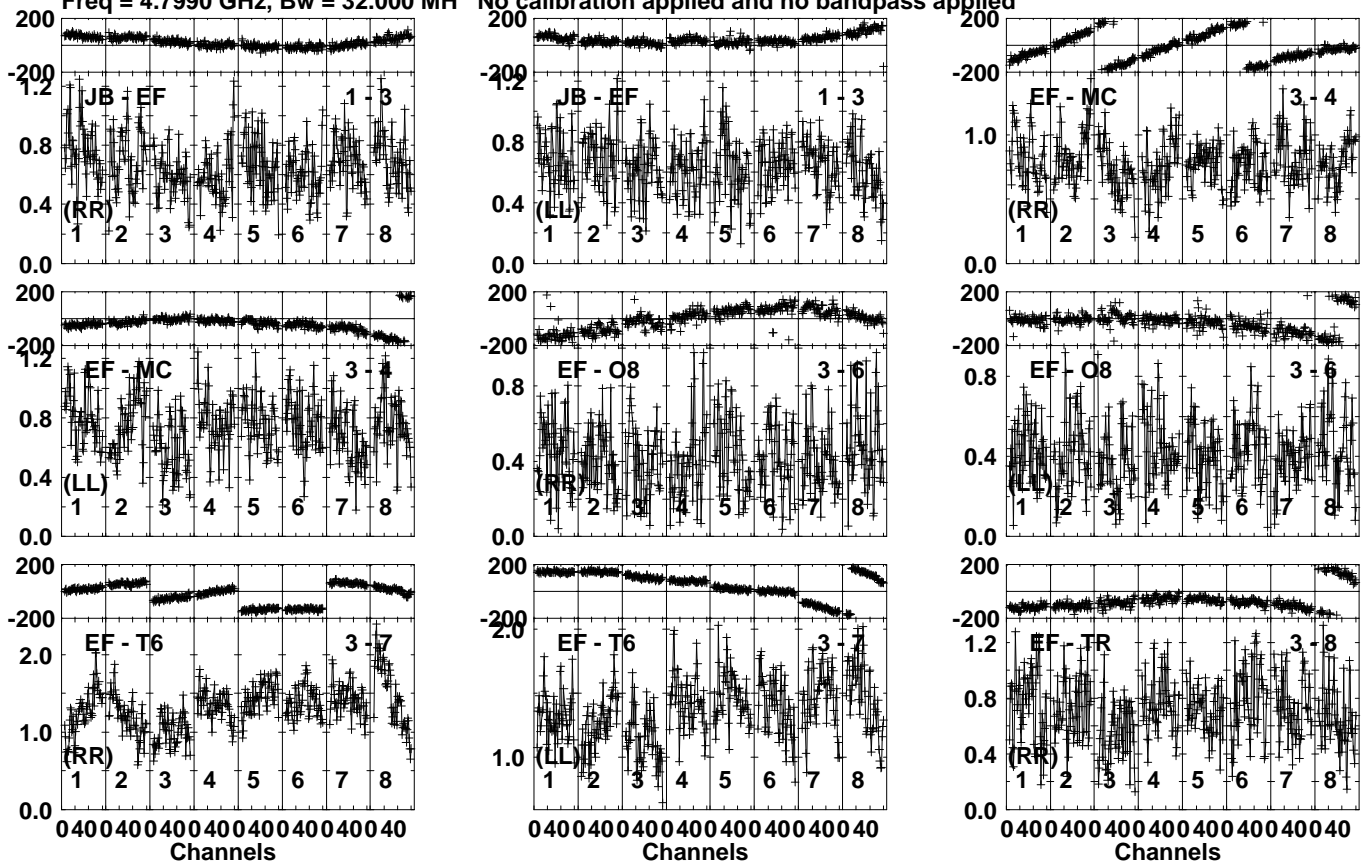 Freq = 4.7990 GHz, Bw = 32.000 MH No calibration applied and no bandpass applied
200 200 200
-200 -200 -200
1.2 JB - EF 1 - 3 1.2 JB - EF 1 - 3 EF - MC 3 - 4
0.8 0.8 1.0
0.4 0.4
(RR) (LL) (RR)
1 2 3 4 5 6 7 8 1 2 3 4 5 6 7 8 1 2 3 4 5 6 7 8
0.0 0.0 0.0
200 200 200
-200 -200 -200
1.2 EF - MC 3 - 4 EF - O8 3 - 6 EF - O8 3 - 6
0.8 0.8 0.8
0.4 0.4 0.4
(LL) (RR) (LL)
1 2 3 4 5 6 7 8 1 2 3 4 5 6 7 8 1 2 3 4 5 6 7 8
0.0 0.0 0.0
200 200 200
-200 -200 -200
2.0 EF - T6 3 - 7 2.0 EF - T6 3 - 7 1.2 EF - TR 3 - 8
1.0 1.0 0.8
0.4
(RR) (LL) (RR)
1 2 3 4 5 6 7 8 1 2 3 4 5 6 7 8 1 2 3 4 5 6 7 8
0.0 0.0
0 40 0 40 0 40 0 40 0 40 0 40 0 40 0 40 0 40 0 40 0 40 0 40 0 40 0 40 0 40 0 40 0 40 0 40 0 40 0 40 0 40 0 40 0 40 0 40
Channels Channels Channels